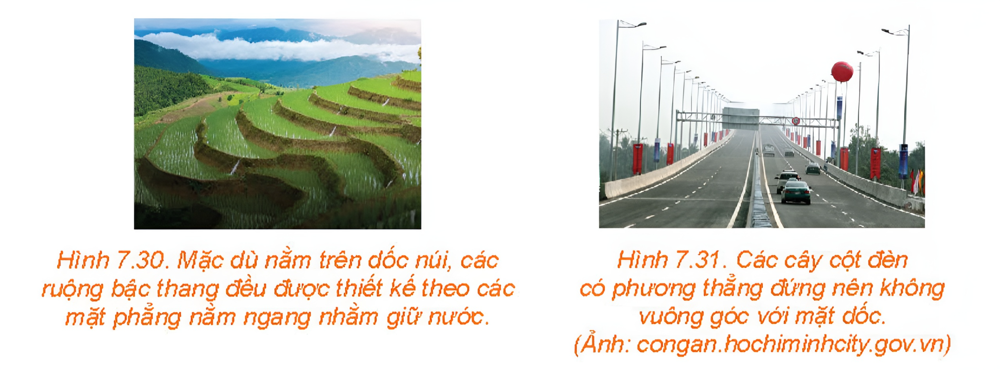 Hình 7.30. Mặc dù nằm trên dốc núi, các
ruộng bậc thang đều được thiết kế theo các
mặt phẳng nằm ngang nhằm giữ nước.
Hình 7.31. Các cây cột đèn
có phương thẳng đứng nên không
vuông góc với mặt dốc.
(Ảnh: congan.hochiminhcity.gov.vn)